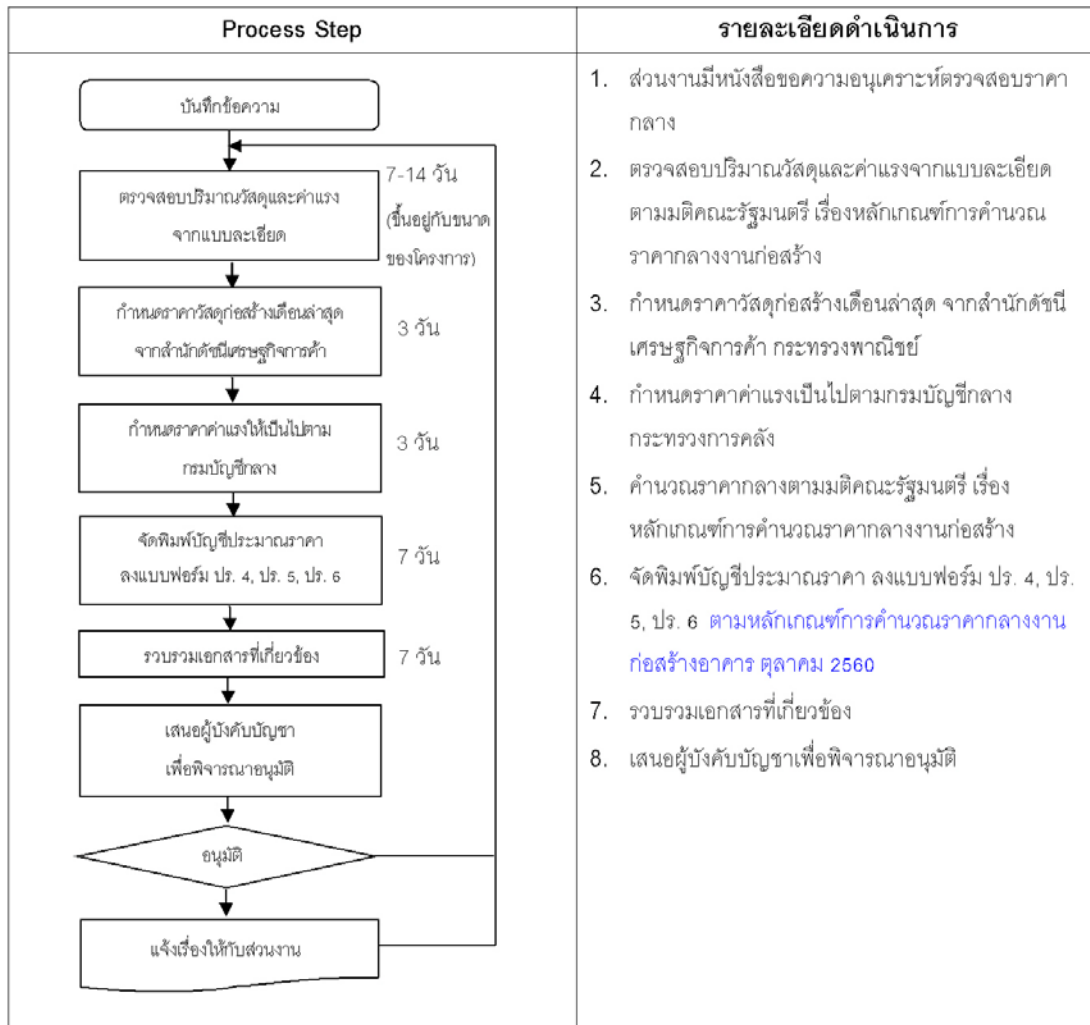 Process Step
บันทึกข้อความ
ตรวจสอบปริมาณวัสดุและค่าแรง
จากแบบละเอียด
7-14 วัน
(ขึ้นอยู่กับขนาด
ของโครงการ)
กำหนดราคาวัสดุก่อสร้างเดือนล่าสุด
จากสำนักดัชนีเศรษฐกิจการค้า
3 วัน
กำหนดราคาค่าแรงให้เป็นไปตาม
กรมบัญชีกลาง
3 วัน
จัดพิมพ์บัญชีประมาณราคา
ลงแบบฟอร์ม ปร. 4, ปร. 5, ปร. 6
7 วัน
รวบรวมเอกสารที่เกี่ยวข้อง
7 วัน
เสนอผู้บังคับบัญชา
เพื่อพิจารณาอนุมัติ
อนุมัติ
แจ้งเรื่องให้กับส่วนงาน
รายละเอียดดำเนินการ
1. ส่วนงานมีหนังสือขอความอนุเคราะห์ตรวจสอบราคา
กลาง
2. ตรวจสอบปริมาณวัสดุและค่าแรงจากแบบละเอียด
ตามมติคณะรัฐมนตรี เรื่องหลักเกณฑ์การคำนวณ
ราคากลางงานก่อสร้าง
3. กำหนดราคาวัสดุก่อสร้างเดือนล่าสุด จากสำนักดัชนี
เศรษฐกิจการค้า กระทรวงพาณิชย์
4. กำหนดราคาค่าแรงเป็นไปตามกรมบัญชีกลาง
กระทรวงการคลัง
5. คำนวณราคากลางตามมติคณะรัฐมนตรี เรื่อง
หลักเกณฑ์การคำนวณราคากลางงานก่อสร้าง
6. จัดพิมพ์บัญชีประมาณราคา ลงแบบฟอร์ม ปร. 4, ปร.
5, ปร. 6 ตามหลักเกณฑ์การคำนวณราคากลางงาน
ก่อสร้างอาคาร ตุลาคม 2560
7. รวบรวมเอกสารที่เกี่ยวข้อง
8. เสนอผู้บังคับบัญชาเพื่อพิจารณาอนุมัติ